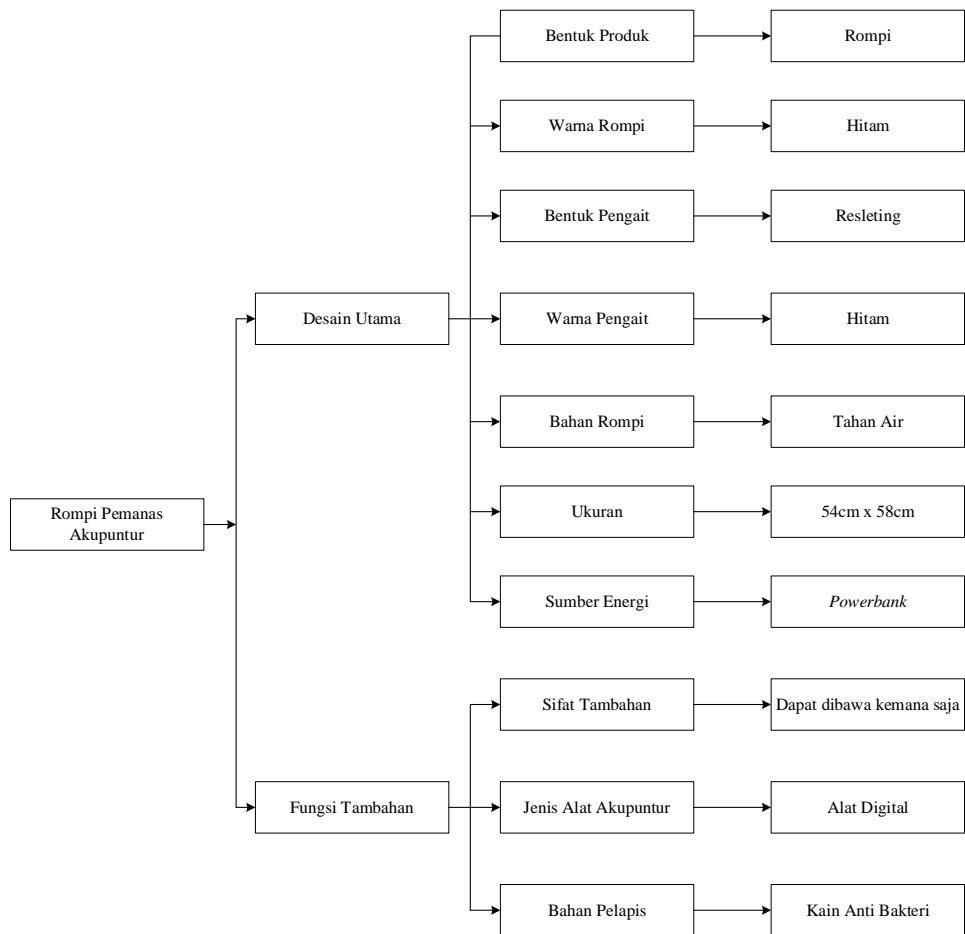 Bentuk Produk
Rompi
Warna Rompi
Hitam
Bentuk Pengait
Resleting
Desain Utama
Warna Pengait
Hitam
Bahan Rompi
Tahan Air
Rompi Pemanas
Akupuntur
Ukuran
54cm x 58cm
Sumber Energi
Powerbank
Sifat Tambahan
Dapat dibawa kemana saja
Fungsi Tambahan
Jenis Alat Akupuntur
Alat Digital
Bahan Pelapis
Kain Anti Bakteri